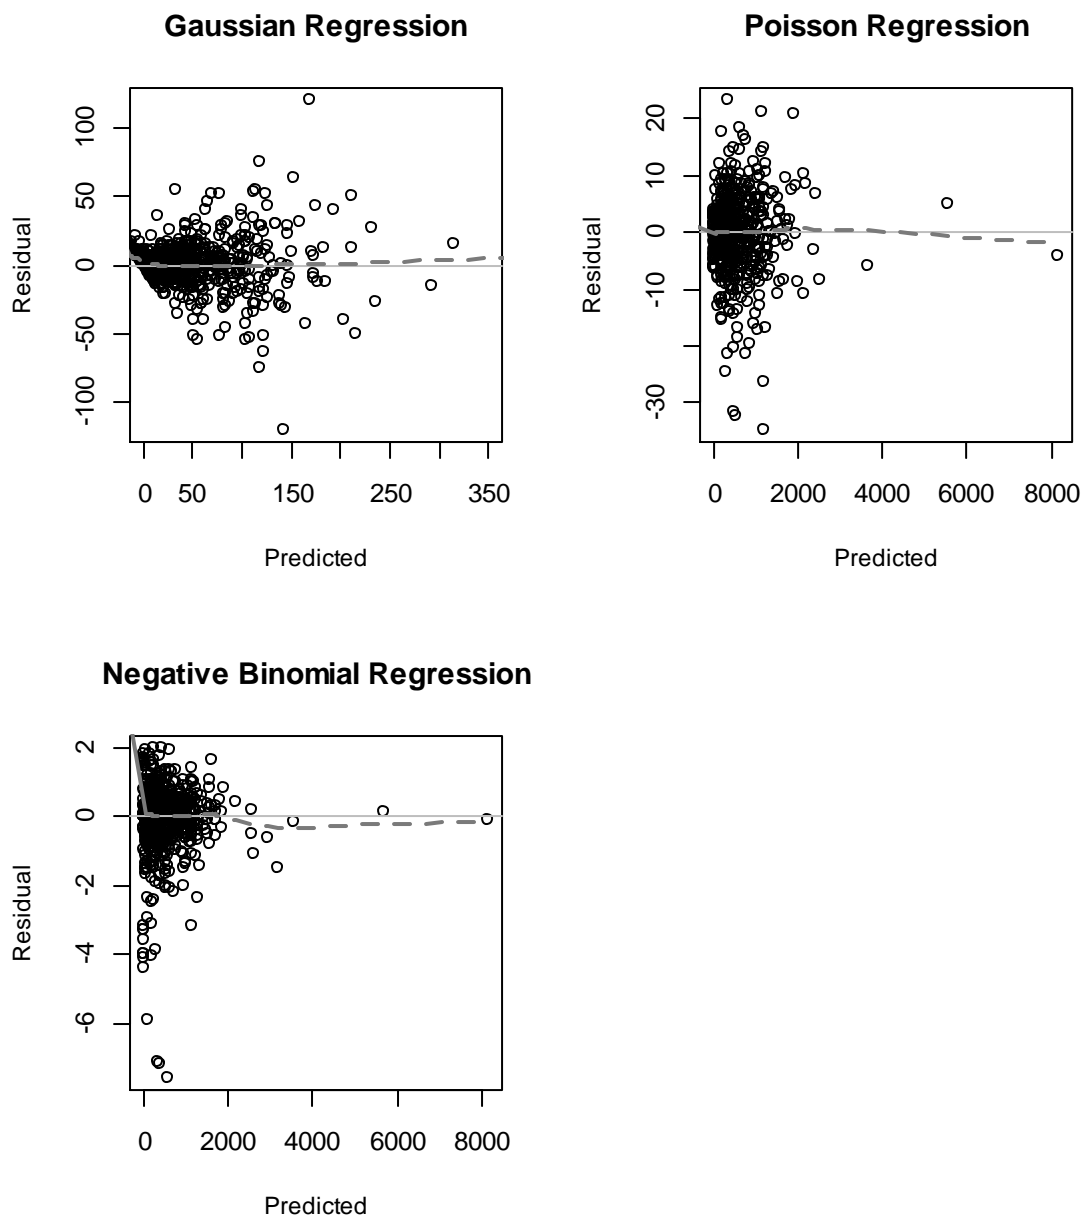 Gaussian Regression
Residual
100
50
0
-50
-100
0 50 150 250 350
Predicted
Poisson Regression
Residual
20
10
0
-10
-30
0 2000 4000 6000 8000
Predicted
Negative Binomial Regression
Residual
2
0
-2
-4
-6
0 2000 4000 6000 8000
Predicted